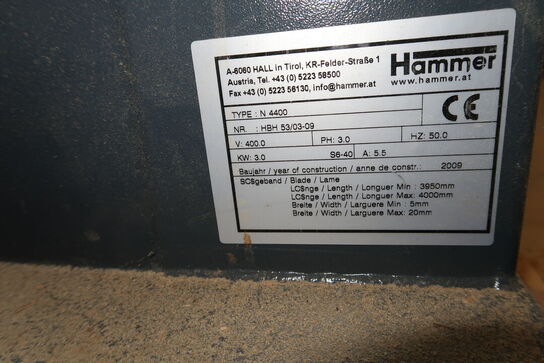 A-6060 HALL in Tirol, KR-Felder-Straße 1
Austria, Tel. +43 (0) 5223 58500
Fax +43 (0) 5223 56130, info@hammer.at
Hammer
www.hammer.at
TYPE : N 4400
NR. : HBH 53/03-09
V: 400.0 PH: 3.0 HZ: 50.0
KW: 3.0 S6-40 A: 5.5
Baujahr / year of construction / anne de constr.: 2009
SC$geband / Blade / Lame
LC$nge / Length / Longuer Min : 3950mm
LC$nge / Length / Longuer Max: 4000mm
Breite / Width / Larguere Min : 5mm
Breite / Width / Larguere Max: 20mm
CE